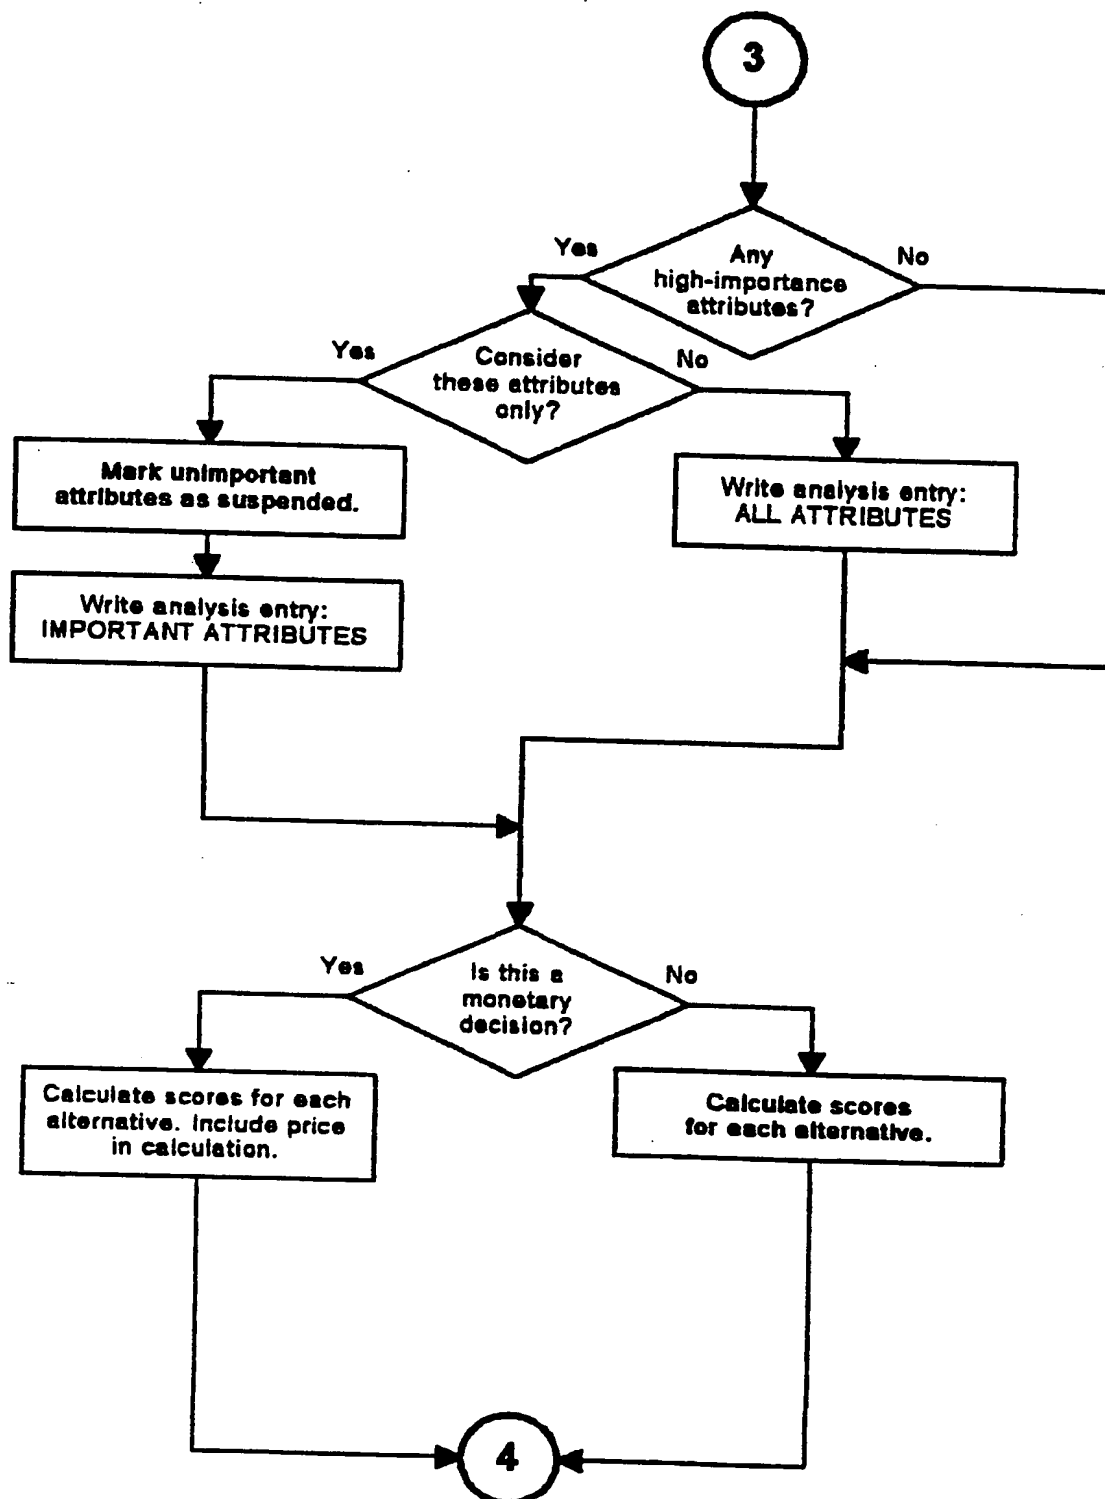 3
Any
high-importance
attributes?
Yes
No
Consider
these attributes
only?
Yes
No
Mark unimportant
attributes as suspended.
Write analysis entry:
ALL ATTRIBUTES
Write analysis entry:
IMPORTANT ATTRIBUTES
Is this a
monetary
decision?
Yes
No
Calculate scores for each
alternative. Include price
in calculation.
Calculate scores
for each alternative.
4